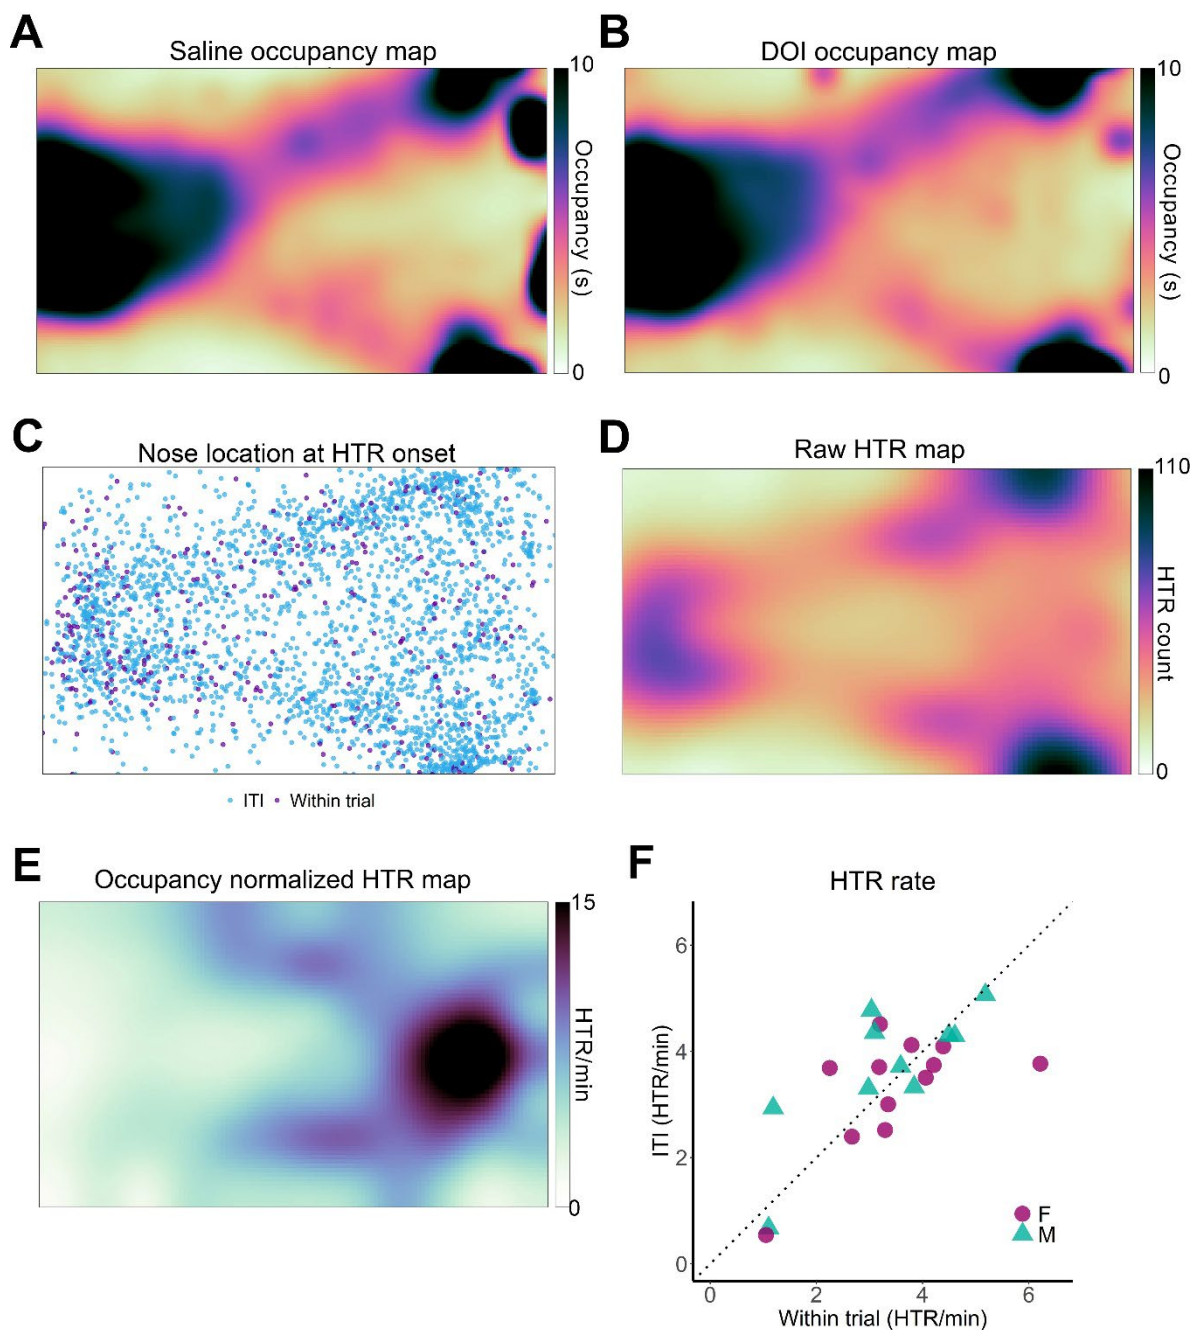 A
Saline occupancy map
10
Occupancy (s)
0
B
DOI occupancy map
10
Occupancy (s)
0
C
Nose location at HTR onset
ITI
Within trial
D
Raw HTR map
110
HTR count
0
E
Occupancy normalized HTR map
15
HTR/min
0
F
HTR rate
6
4
2
0
ITI (HTR/min)
F
M
0 2 4 6
Within trial (HTR/min)